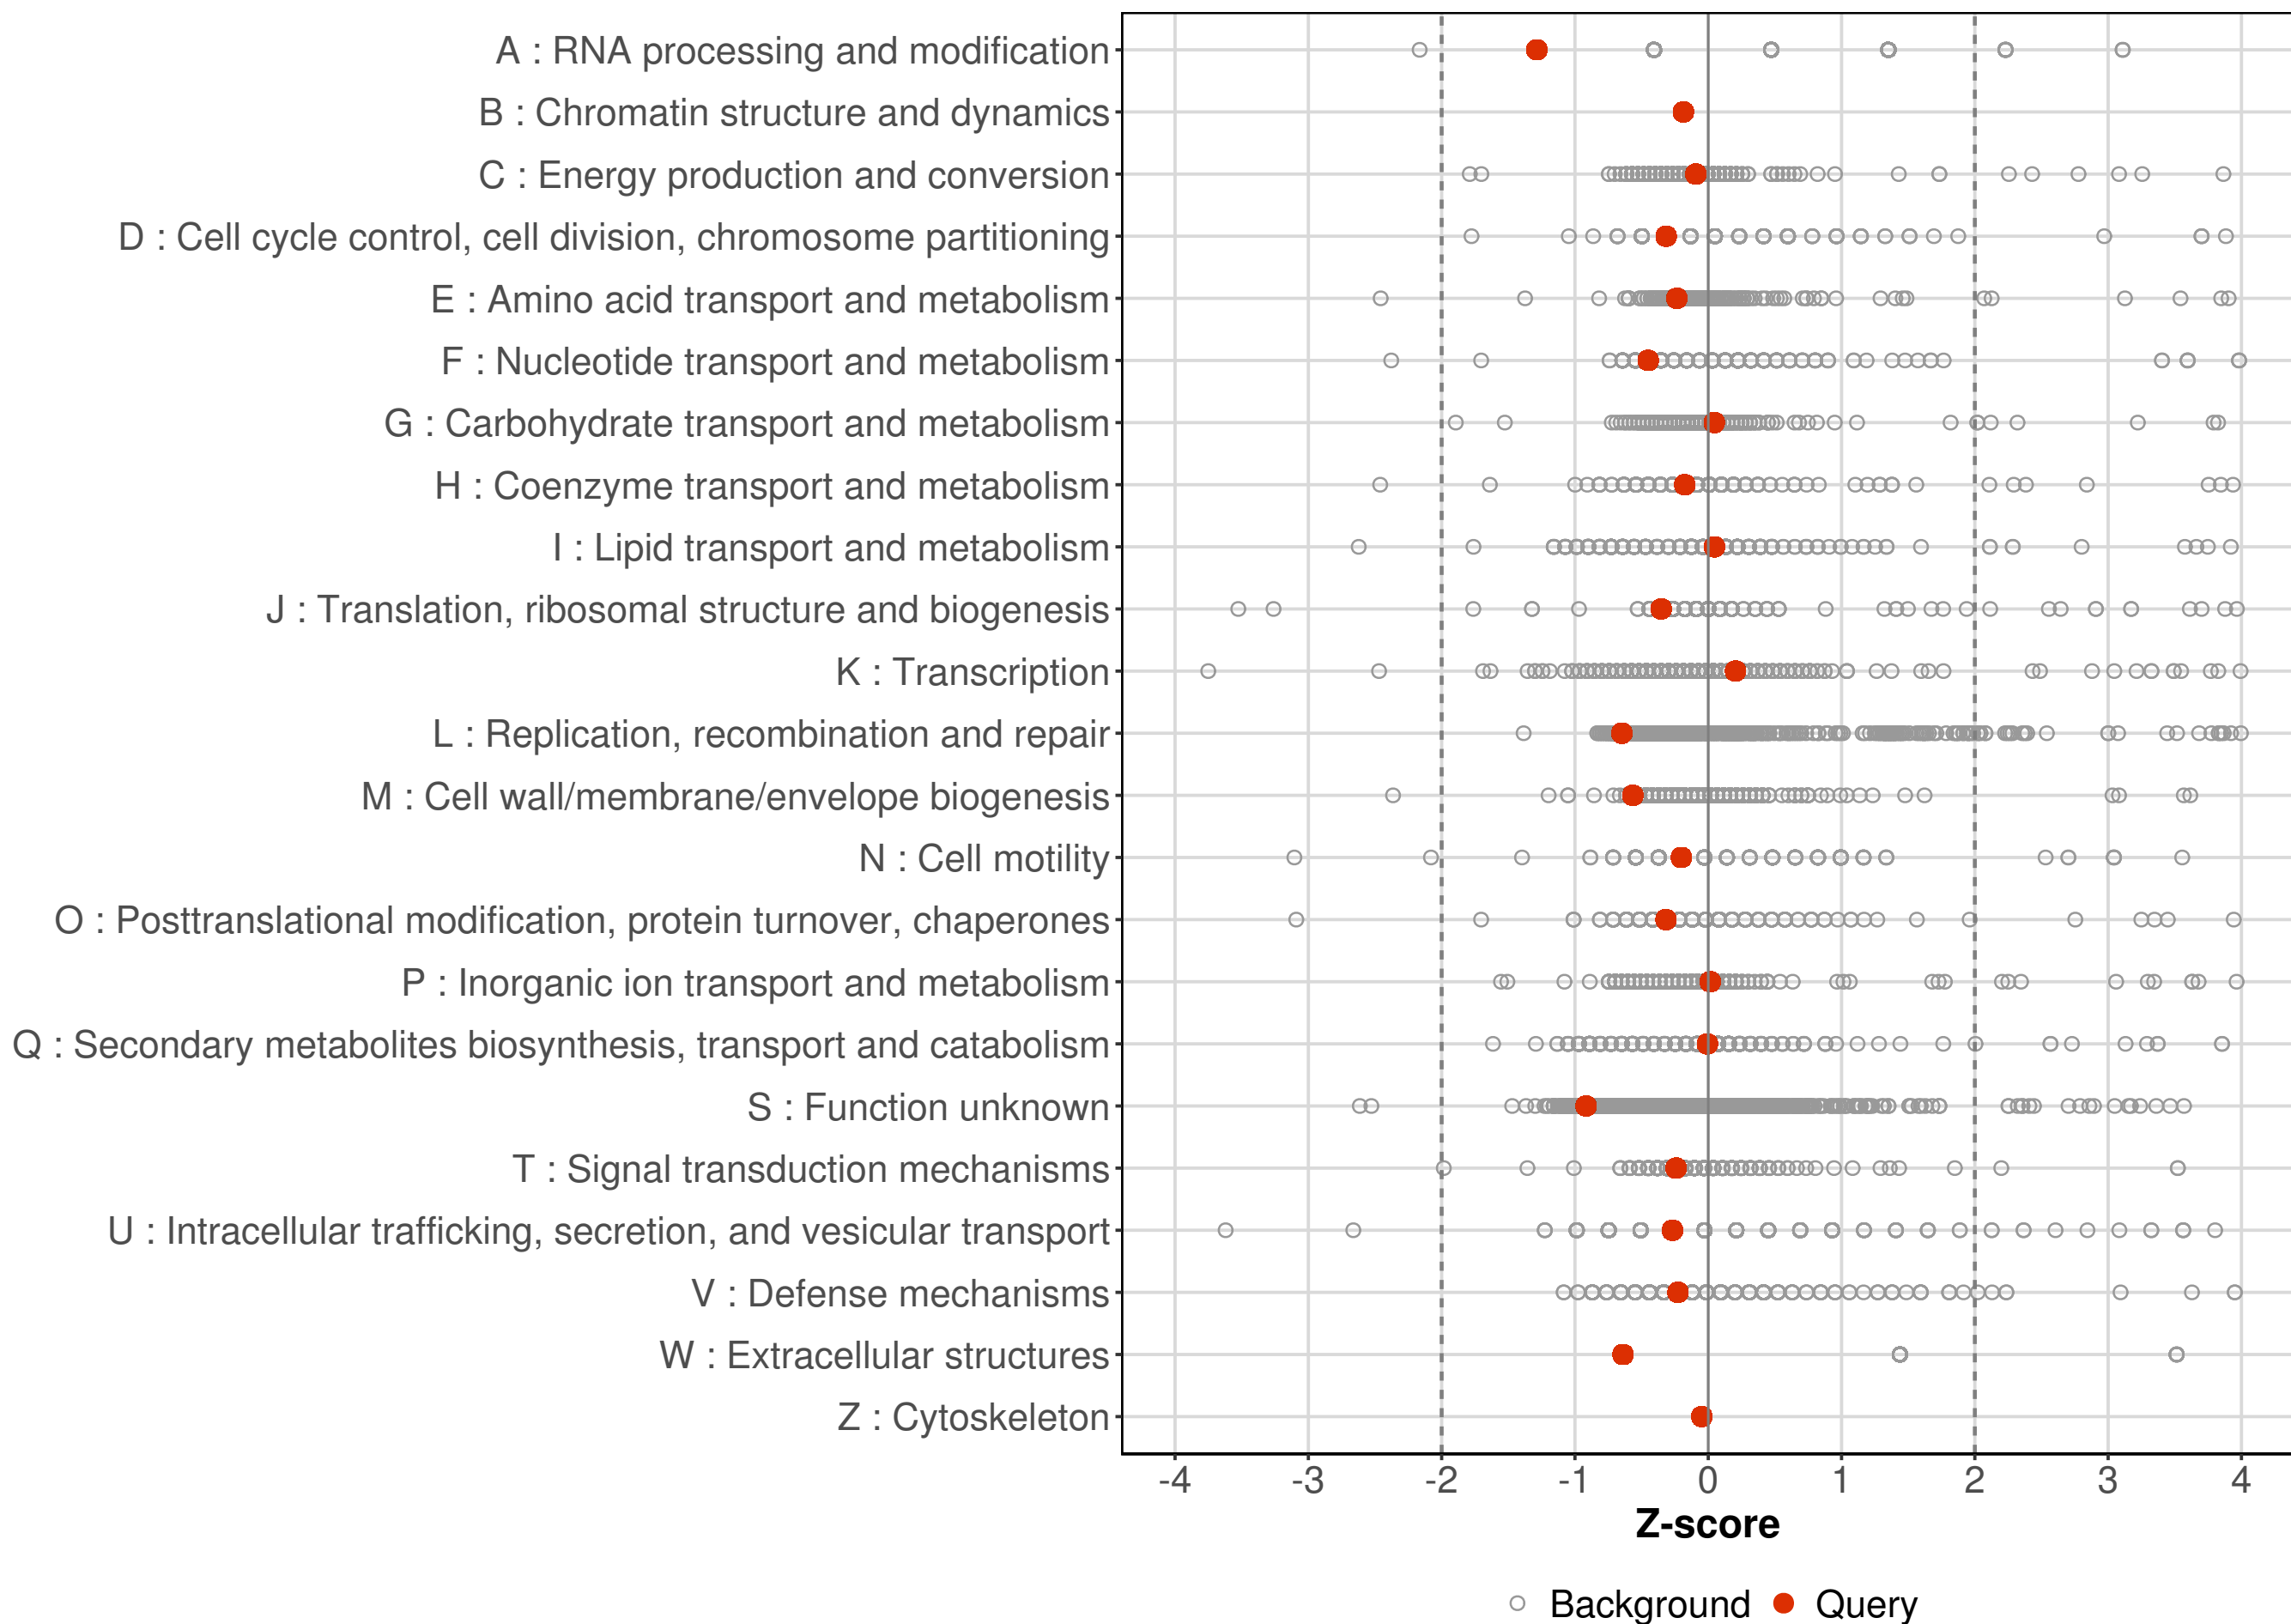 A : RNA processing and modification
B : Chromatin structure and dynamics
C : Energy production and conversion
D : Cell cycle control, cell division, chromosome partitioning
E : Amino acid transport and metabolism
F : Nucleotide transport and metabolism
G : Carbohydrate transport and metabolism
H : Coenzyme transport and metabolism
I : Lipid transport and metabolism
J : Translation, ribosomal structure and biogenesis
K : Transcription
L : Replication, recombination and repair
M : Cell wall/membrane/envelope biogenesis
N : Cell motility
O : Posttranslational modification, protein turnover, chaperones
P : Inorganic ion transport and metabolism
Q : Secondary metabolites biosynthesis, transport and catabolism
S : Function unknown
T : Signal transduction mechanisms
U : Intracellular trafficking, secretion, and vesicular transport
V : Defense mechanisms
W : Extracellular structures
Z : Cytoskeleton
-4 -3 -2 -1 0 1 2 3 4
Z-score
Background Query